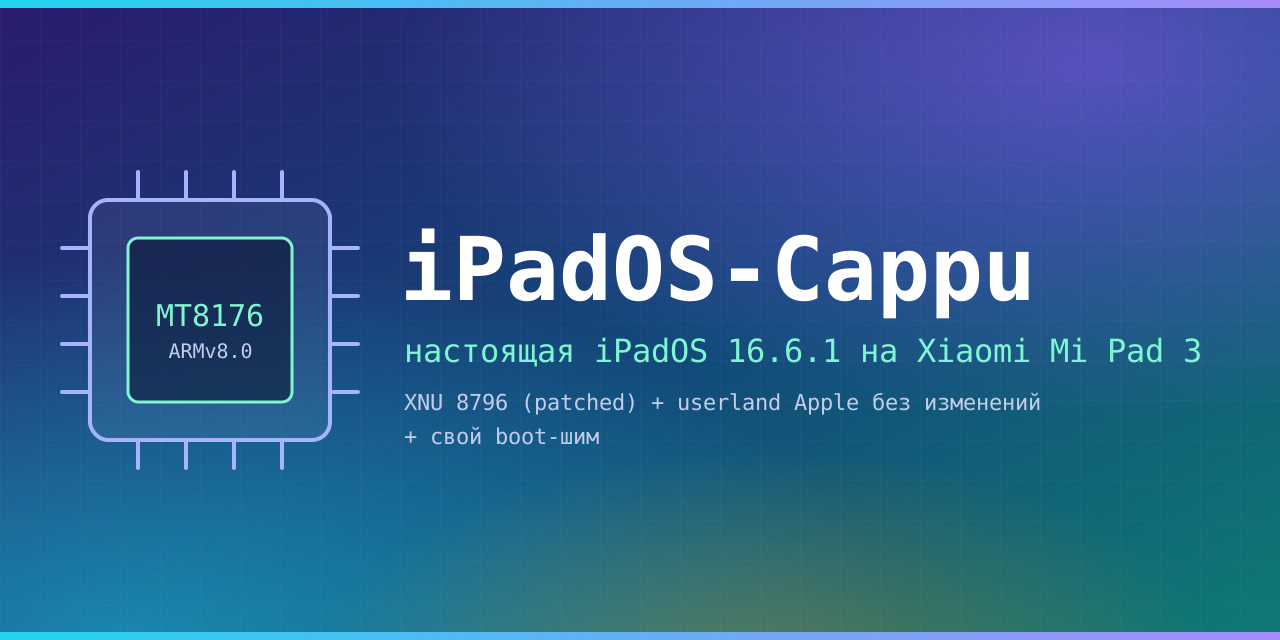 MT8176
ARMv8.0
iPadOS-Cappu
настоящая iPadOS 16.6.1 на Xiaomi Mi Pad 3
XNU 8796 (patched) + userland Apple без изменений
+ свой boot-шим